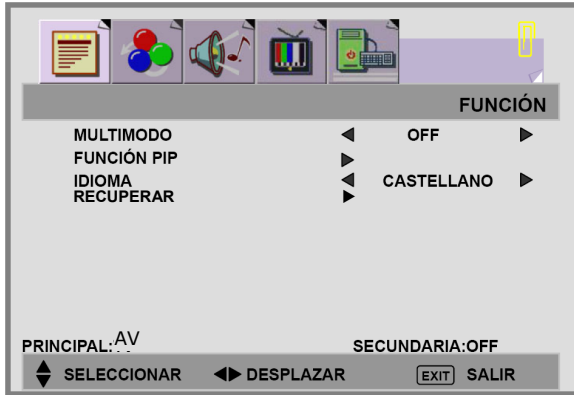 FUNCIÓN
MULTIMODO OFF
FUNCIÓN PIP
IDIOMA CASTELLANO
RECUPERAR
PRINCIPAL: AV
SECUNDARIA:OFF
SELECCIONAR DESPLAZAR EXIT SALIR